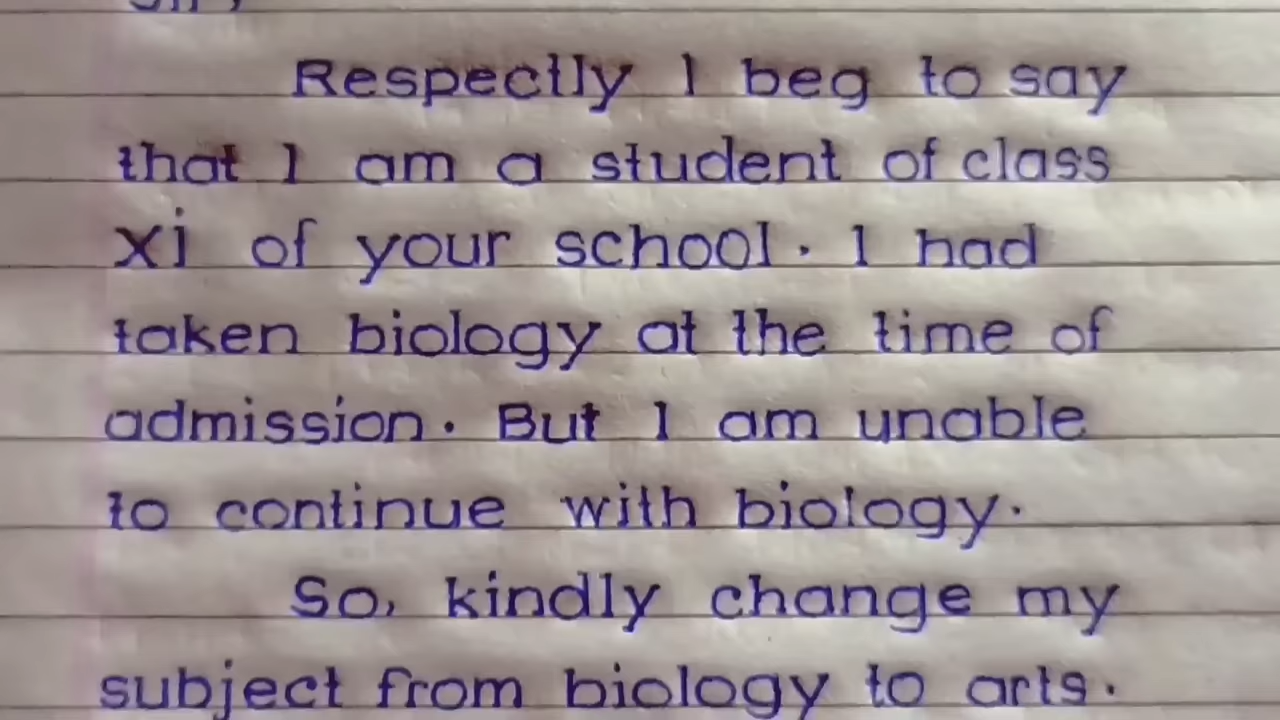 Respectly I beg to say
that I am a student of class
xi of your school. I had
taken biology at the time of
admission. But I am unable
to continue with biology.
So, kindly change my
subject from biology to arts.